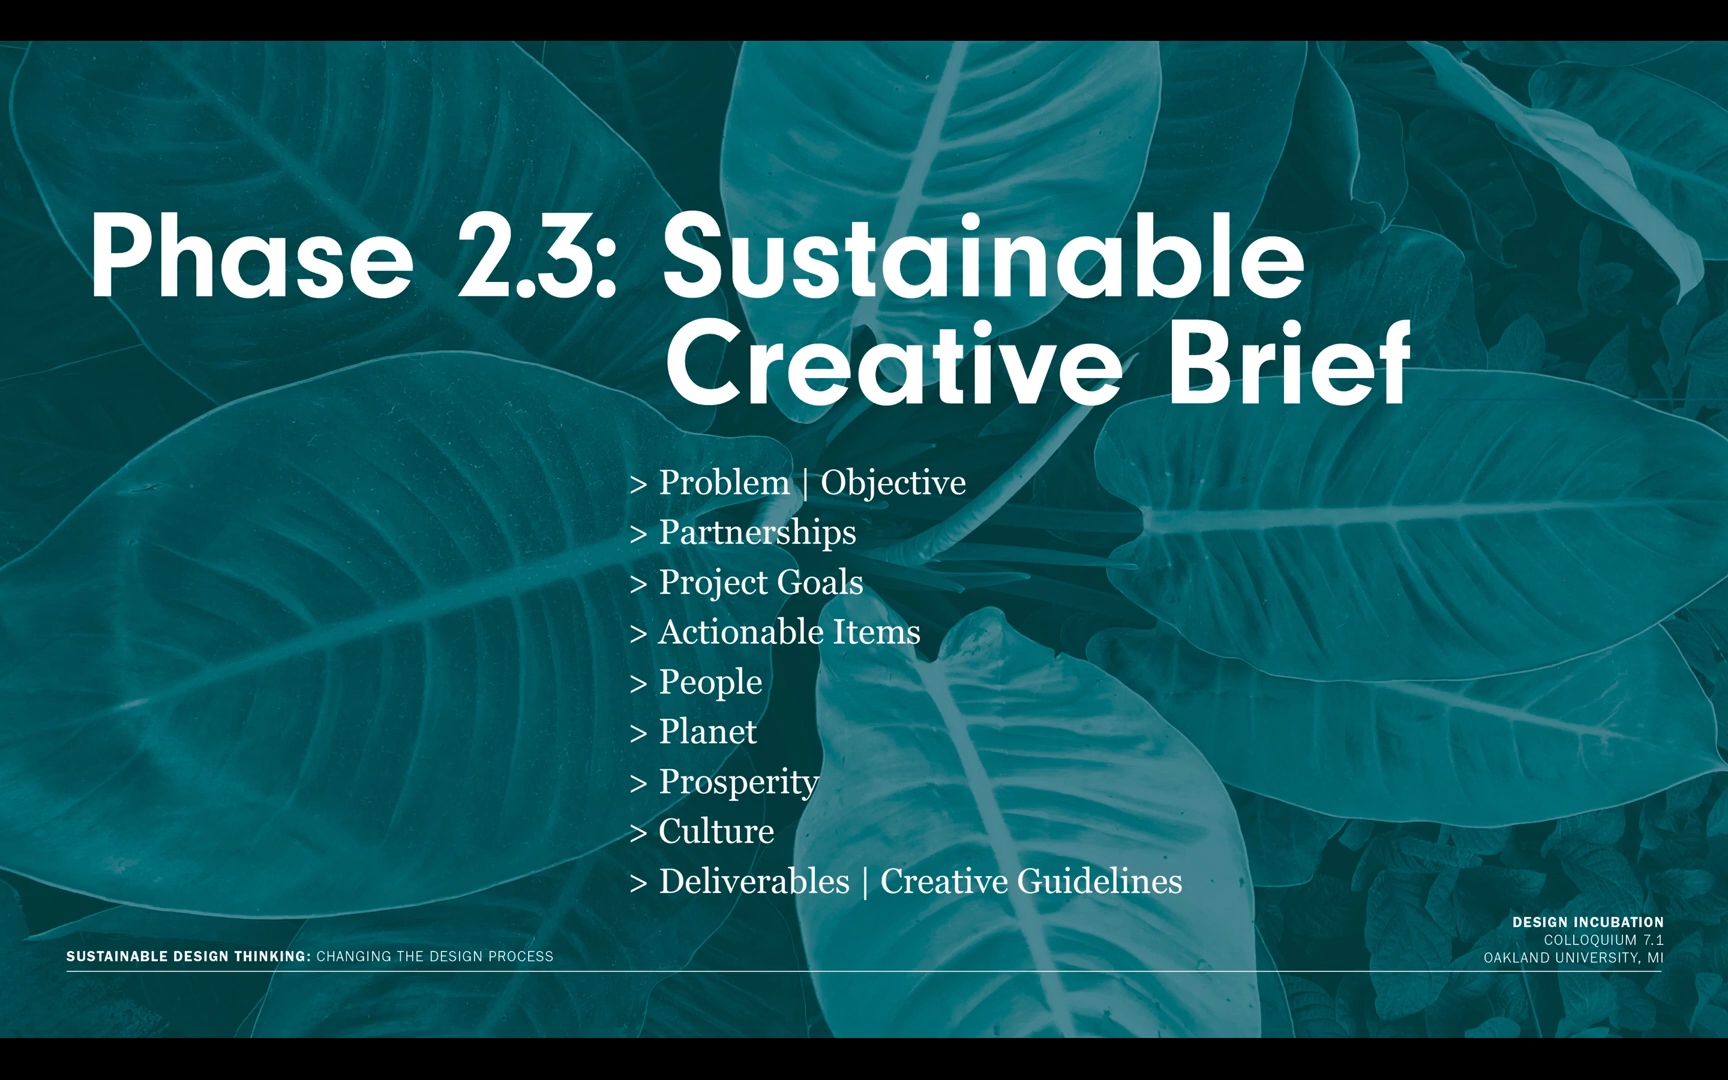 Phase 2.3: Sustainable
Creative Brief
> Problem | Objective
> Partnerships
> Project Goals
> Actionable Items
> People
> Planet
> Prosperity
> Culture
> Deliverables | Creative Guidelines
SUSTAINABLE DESIGN THINKING: CHANGING THE DESIGN PROCESS
DESIGN INCUBATION
COLLOQUIUM 7.1
OAKLAND UNIVERSITY, MI